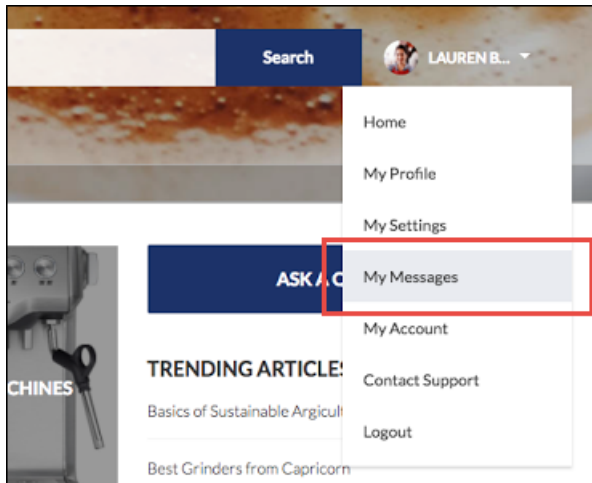 Search
LAUREN B...
Home
My Profile
My Settings
My Messages
My Account
Contact Support
Logout
ASK A
CHINES
TRENDING ARTICLES
Basics of Sustainable Argicul
Best Grinders from Capricorn